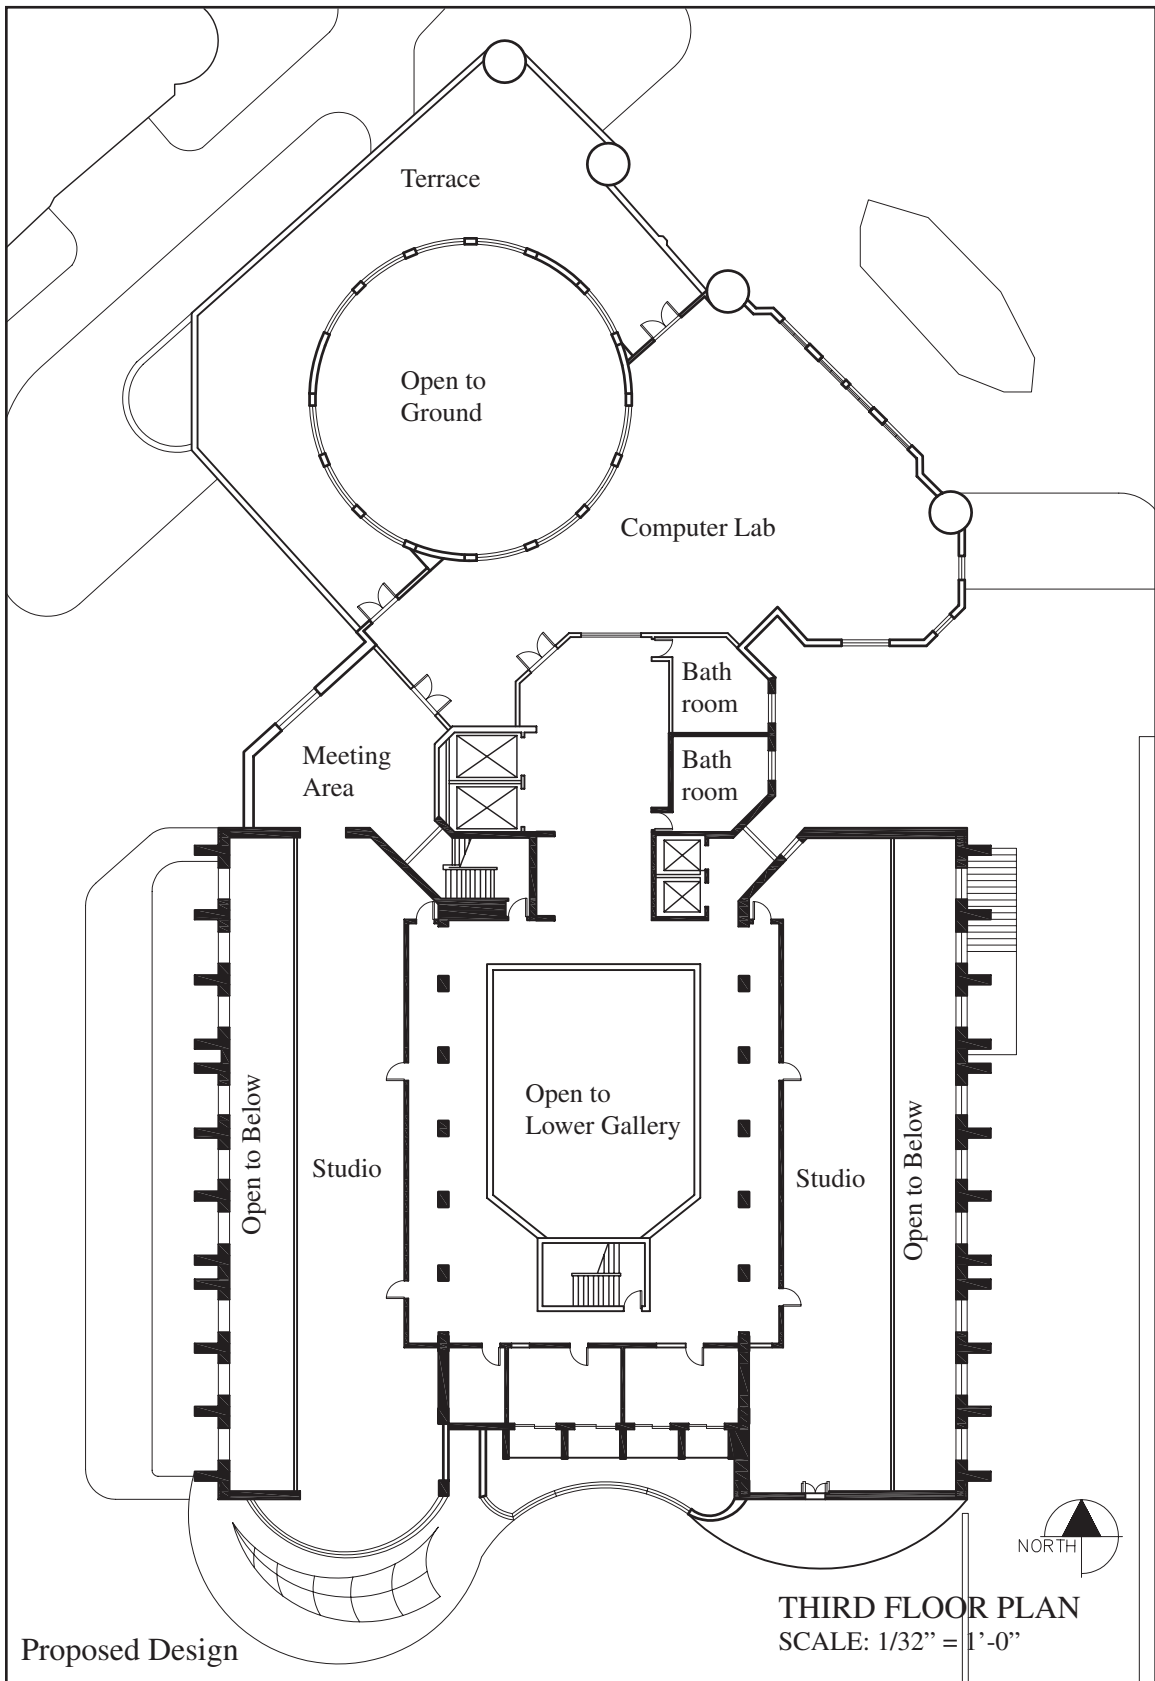 Terrace
Open to
Ground
Computer Lab
Bath
room
Meeting
Area
Bath
room
Open to
Lower Gallery
Open to Below
Studio
Studio
Open to Below
NORTH
THIRD FLOOR PLAN
SCALE: 1/32” = 1’-0”
Proposed Design